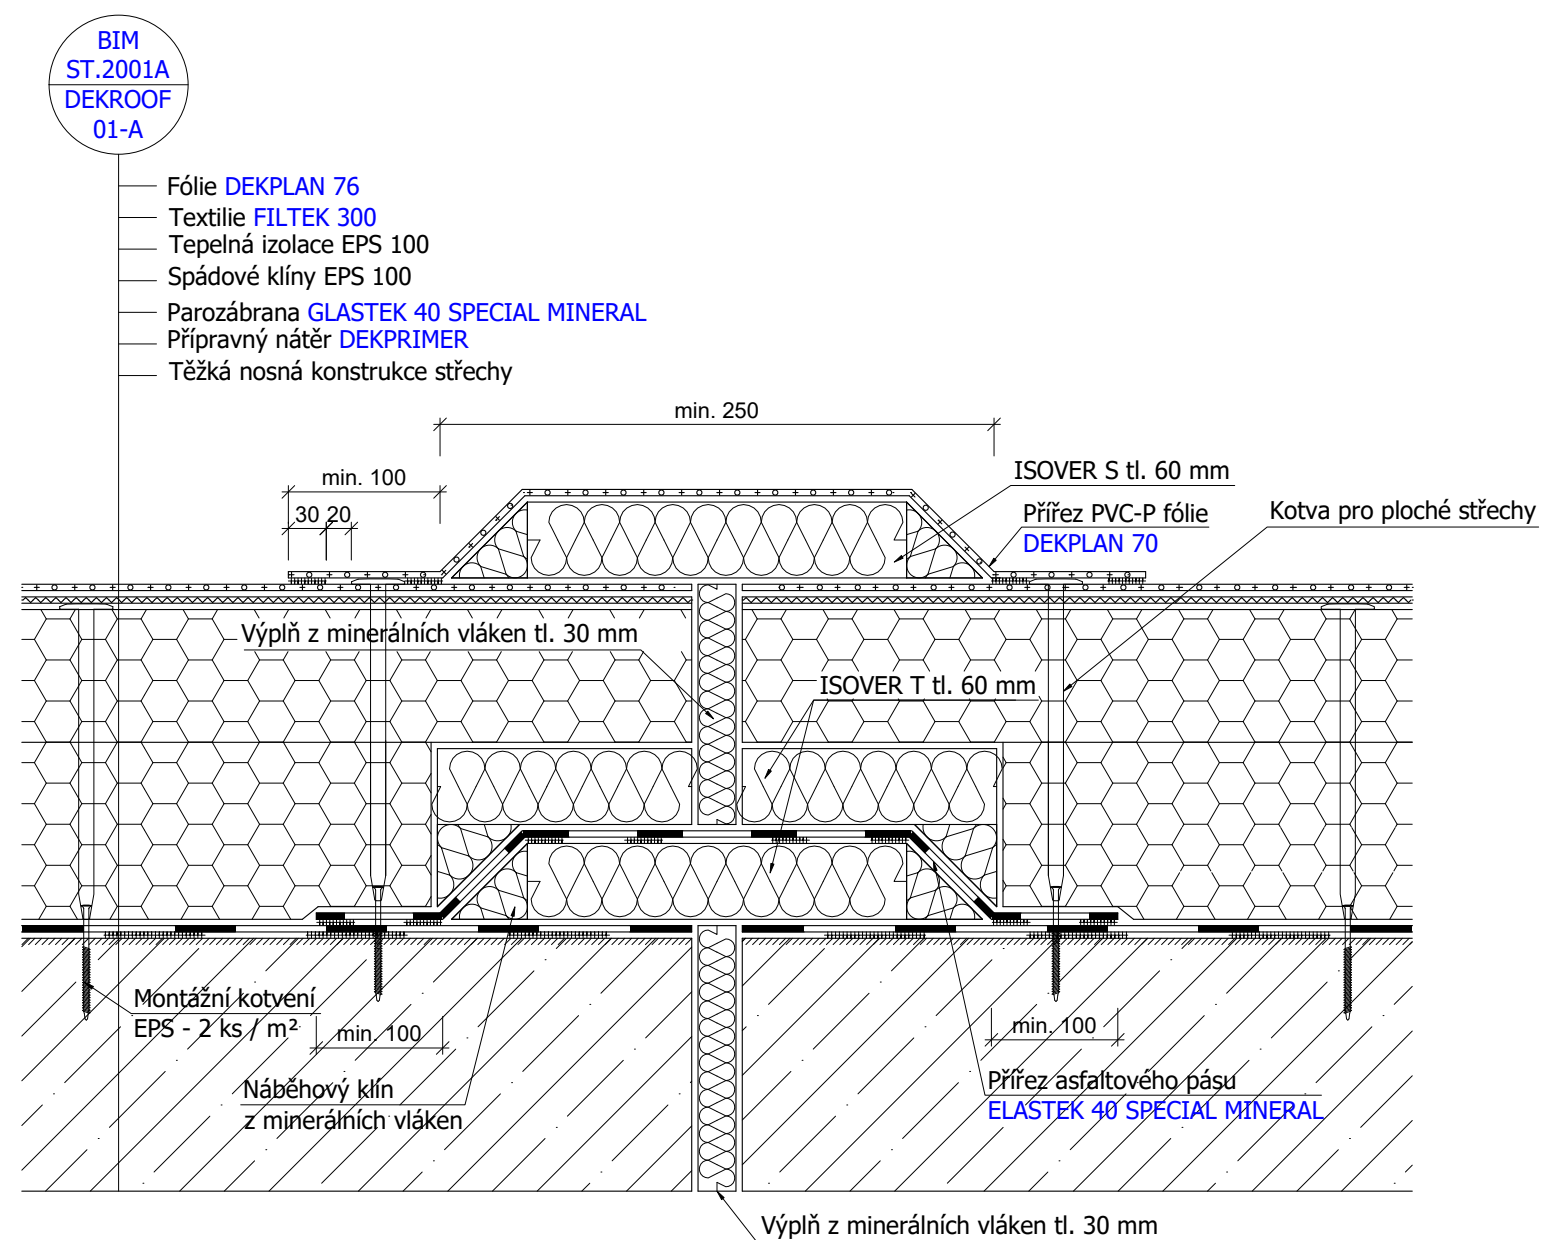 BIM
ST.2001A
DEKROOF
01-A
Fólie DEKPLAN 76
Textilie FILTEK 300
Tepelná izolace EPS 100
Spádové klíny EPS 100
Parozábrana GLASTEK 40 SPECIAL MINERAL
Přípravný nátěr DEKPRIMER
Těžká nosná konstrukce střechy
min. 250
min. 100
30
20
ISOVER S tl. 60 mm
Přířez PVC-P fólie
DEKPLAN 70
Kotva pro ploché střechy
Výplň z minerálních vláken tl. 30 mm
ISOVER T tl. 60 mm
Montážní kotvení
EPS - 2 ks / m²
min. 100
min. 100
Náběhový klín
z minerálních vláken
Přířez asfaltového pásu
ELASTEK 40 SPECIAL MINERAL
Výplň z minerálních vláken tl. 30 mm